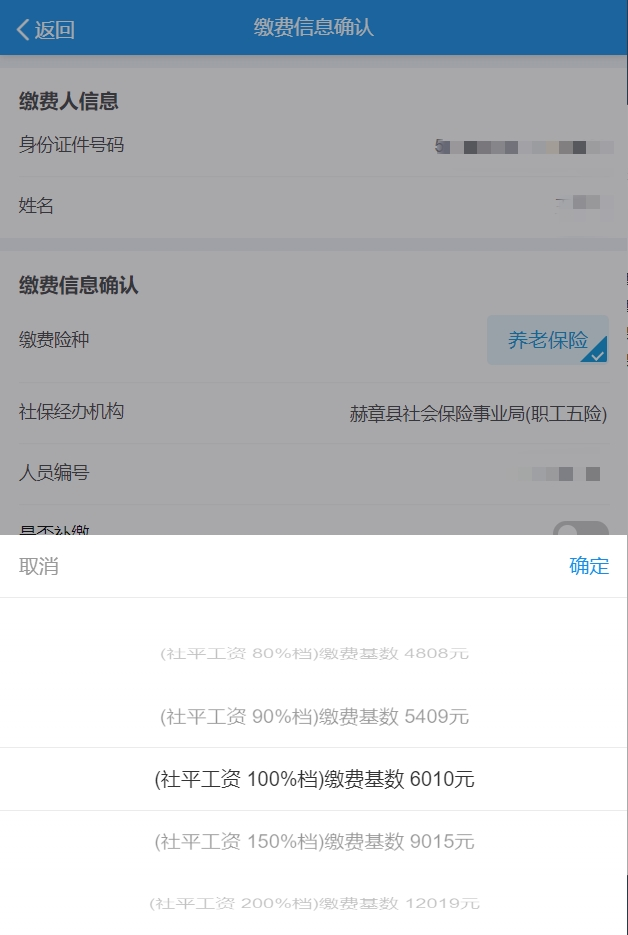 返回
缴费信息确认
缴费人信息
身份证件号码
姓名
缴费信息确认
缴费险种 养老保险
社保经办机构 赫章县社会保险事业局(职工五险)
人员编号
是否补缴
取消 确定
(社平工资 80%档)缴费基数 4808元
(社平工资 90%档)缴费基数 5409元
(社平工资 100%档)缴费基数 6010元
(社平工资 150%档)缴费基数 9015元
(社平工资 200%档)缴费基数 12019元